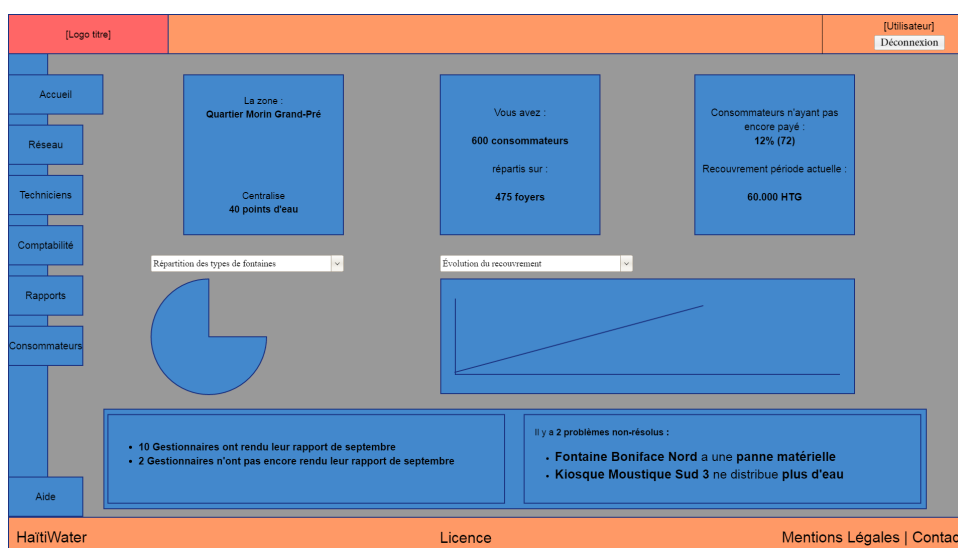 [Logo titre]
[Utilisateur]
Déconnexion
Accueil
Réseau
Techniciens
Comptabilité
Rapports
Consommateurs
Aide
La zone :
Quartier Morin Grand-Pré
Centralise
40 points d'eau
Vous avez :
600 consommateurs
répartis sur :
475 foyers
Consommateurs n'ayant pas
encore payé :
12% (72)
Recouvrement période actuelle :
60.000 HTG
Répartition des types de fontaines
Évolution du recouvrement
• 10 Gestionnaires ont rendu leur rapport de septembre
• 2 Gestionnaires n'ont pas encore rendu leur rapport de septembre
Il y a 2 problèmes non-résolus :
• Fontaine Boniface Nord a une panne matérielle
• Kiosque Moustique Sud 3 ne distribue plus d'eau
HaïtiWater
Licence
Mentions Légales | Contac